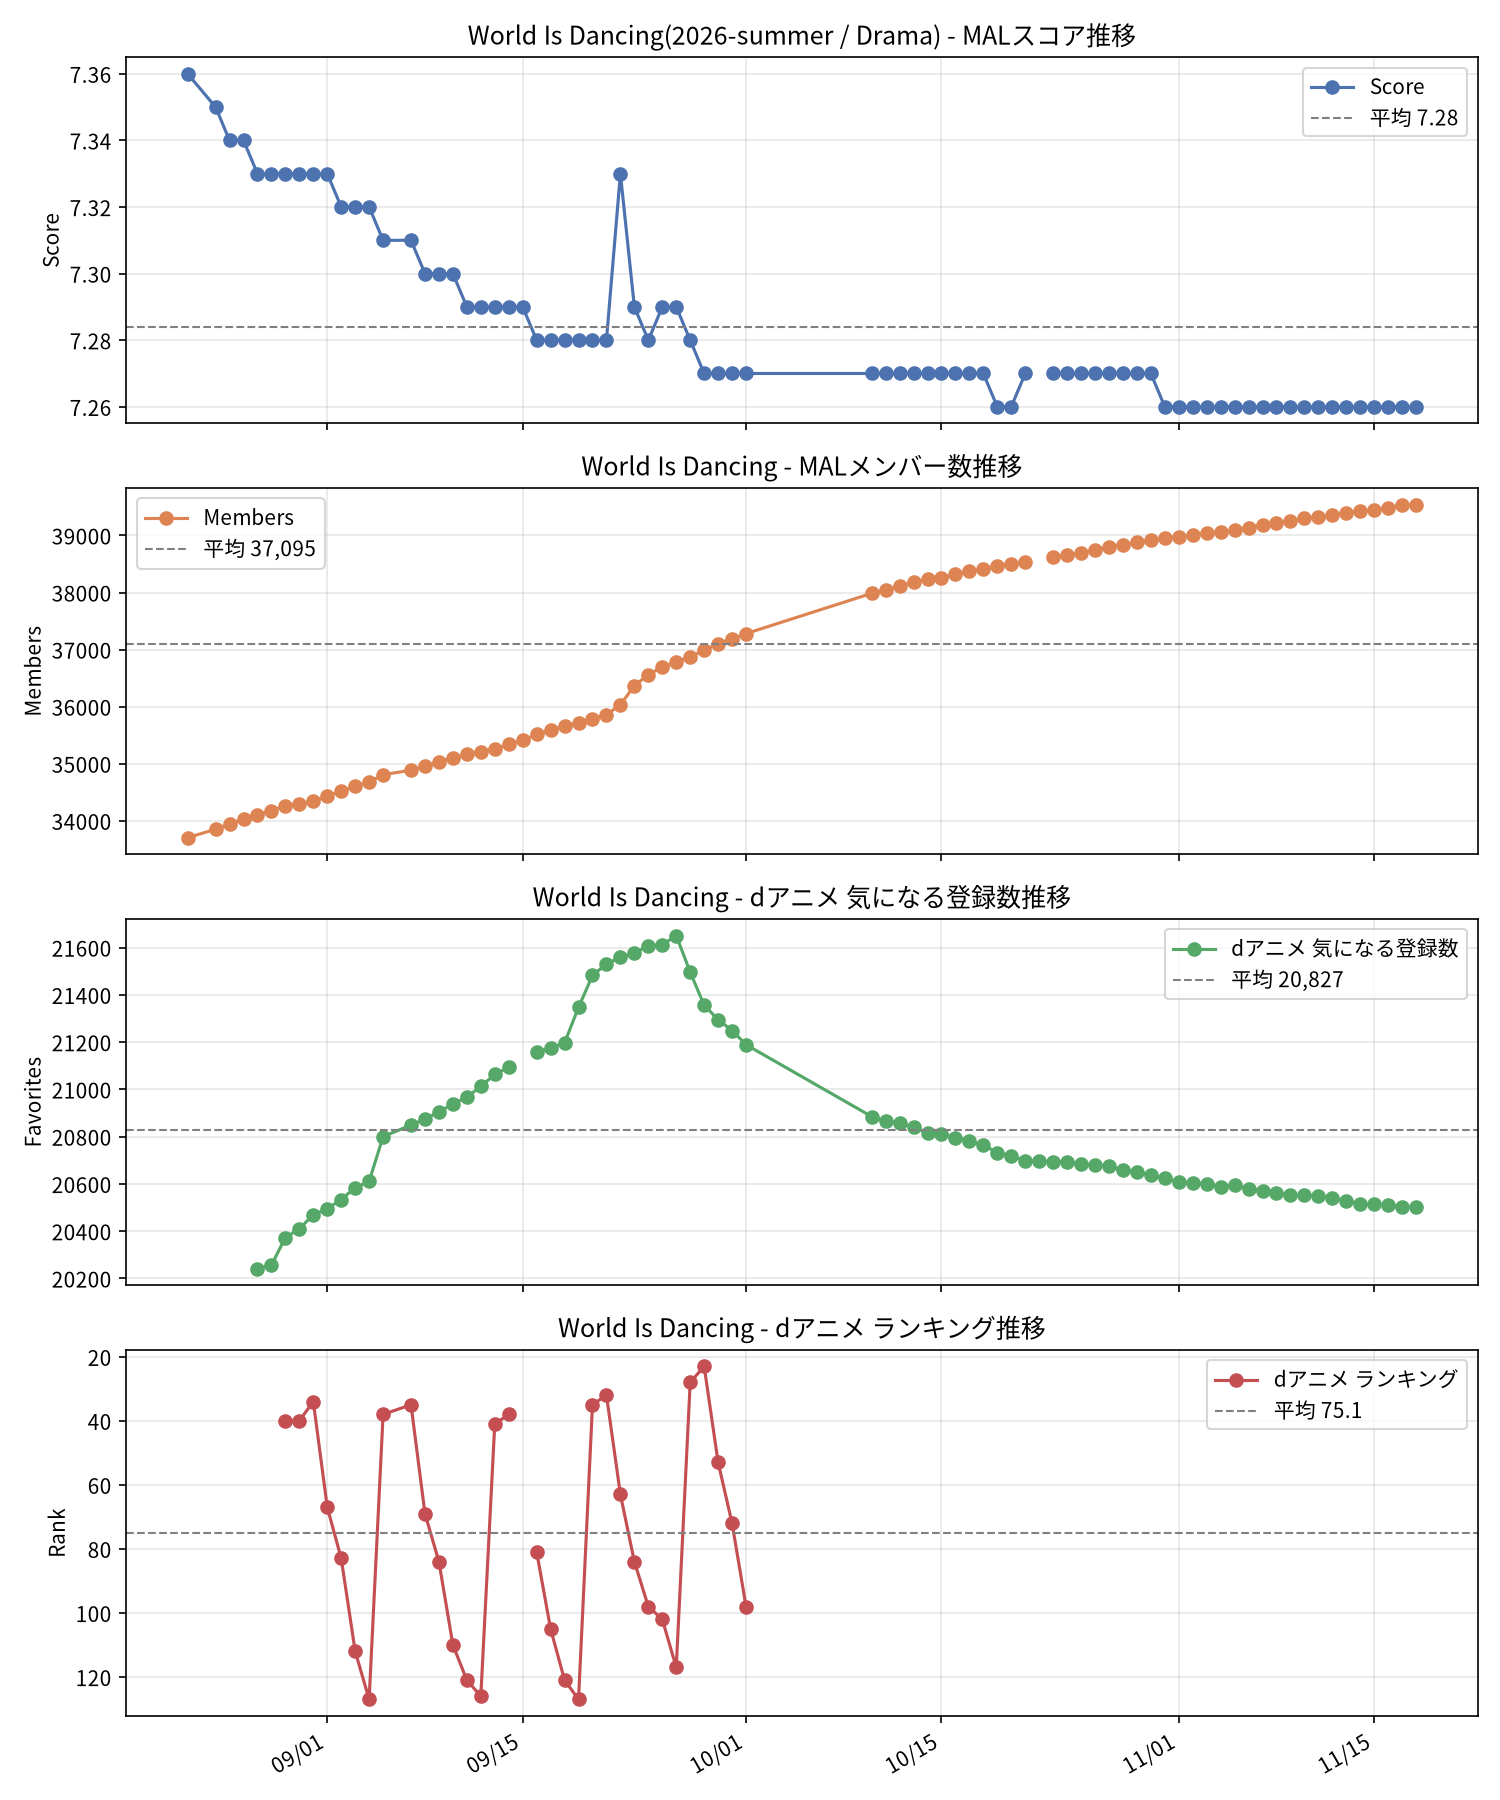 World Is Dancing(2026-summer / Drama) - MALスコア推移
Score
7.36
7.34
7.32
7.30
7.28
7.26
Score
平均 7.28
World Is Dancing - MALメンバー数推移
Members
39000
38000
37000
36000
35000
34000
Members
平均 37,095
World Is Dancing - dアニメ 気になる登録数推移
Favorites
21600
21400
21200
21000
20800
20600
20400
20200
dアニメ 気になる登録数
平均 20,827
World Is Dancing - dアニメ ランキング推移
Rank
20
40
60
80
100
120
dアニメ ランキング
平均 75.1
09/01
09/15
10/01
10/15
11/01
11/15